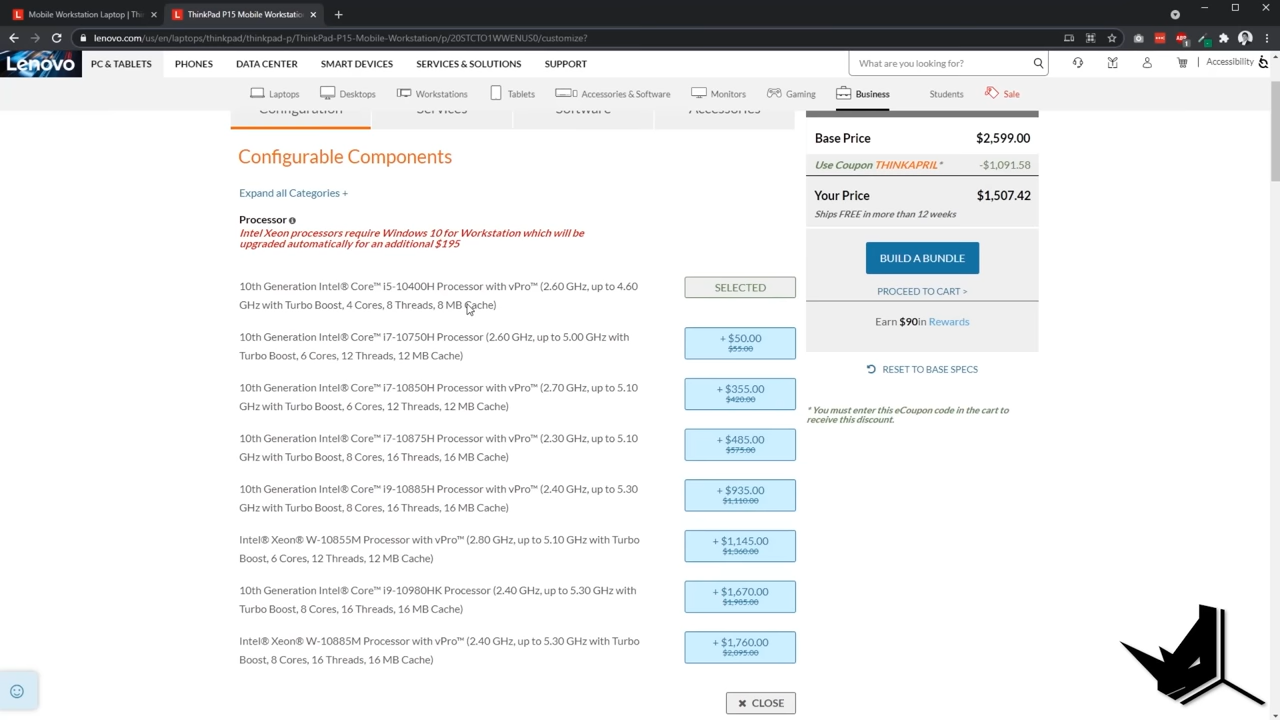 Mobile Workstation Laptop | Thi
ThinkPad P15 Mobile-Workstation
lenovo.com/us/en/laptops/thinkpad/thinkpad-p/ThinkPad-P15-Mobile-Workstation/p/20STCTO1WWENUS0/customize?
Lenovo
PC & TABLETS
PHONES
DATA CENTER
SMART DEVICES
SERVICES & SOLUTIONS
SUPPORT
What are you looking for?
Accessibility
Laptops
Desktops
Workstations
Tablets
Accessories & Software
Monitors
Gaming
Business
Students
Sale
Configuration
Services
Software
Accessories
Configurable Components
Expand all Categories +
Processor
Intel Xeon processors require Windows 10 for Workstation which will be
upgraded automatically for an additional $195
10th Generation Intel® Core™ i5-10400H Processor with vPro™ (2.60 GHz, up to 4.60
GHz with Turbo Boost, 4 Cores, 8 Threads, 8 MB Cache)
SELECTED
10th Generation Intel® Core™ i7-10750H Processor (2.60 GHz, up to 5.00 GHz with
Turbo Boost, 6 Cores, 12 Threads, 12 MB Cache)
+ $50.00
$55.00
10th Generation Intel® Core™ i7-10850H Processor with vPro™ (2.70 GHz, up to 5.10
GHz with Turbo Boost, 6 Cores, 12 Threads, 12 MB Cache)
+ $355.00
$420.00
10th Generation Intel® Core™ i7-10875H Processor with vPro™ (2.30 GHz, up to 5.10
GHz with Turbo Boost, 8 Cores, 16 Threads, 16 MB Cache)
+ $485.00
$575.00
10th Generation Intel® Core™ i9-10885H Processor with vPro™ (2.40 GHz, up to 5.30
GHz with Turbo Boost, 8 Cores, 16 Threads, 16 MB Cache)
+ $935.00
$1,110.00
Intel® Xeon® W-10855M Processor with vPro™ (2.80 GHz, up to 5.10 GHz with Turbo
Boost, 6 Cores, 12 Threads, 12 MB Cache)
+ $1,145.00
$1,360.00
10th Generation Intel® Core™ i9-10980HK Processor (2.40 GHz, up to 5.30 GHz with
Turbo Boost, 8 Cores, 16 Threads, 16 MB Cache)
+ $1,670.00
$1,985.00
Intel® Xeon® W-10885M Processor with vPro™ (2.40 GHz, up to 5.30 GHz with Turbo
Boost, 8 Cores, 16 Threads, 16 MB Cache)
+ $1,760.00
$2,095.00
CLOSE
Base Price $2,599.00
Use Coupon THINKAPRIL* -$1,091.58
Your Price $1,507.42
Ships FREE in more than 12 weeks
BUILD A BUNDLE
PROCEED TO CART >
Earn $90in Rewards
RESET TO BASE SPECS
* You must enter this eCoupon code in the cart to
receive this discount.